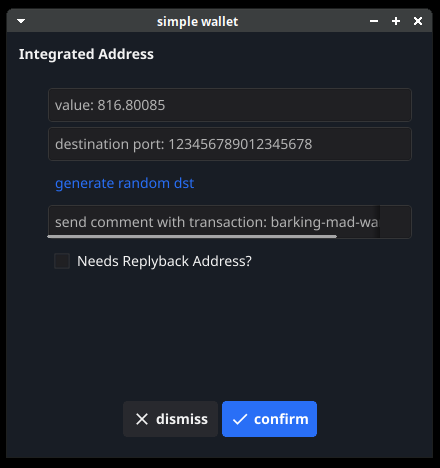 simple wallet
Integrated Address
value: 816.80085
destination port: 123456789012345678
generate random dst
send comment with transaction: barking-mad-wa
Needs Replyback Address?
dismiss
confirm